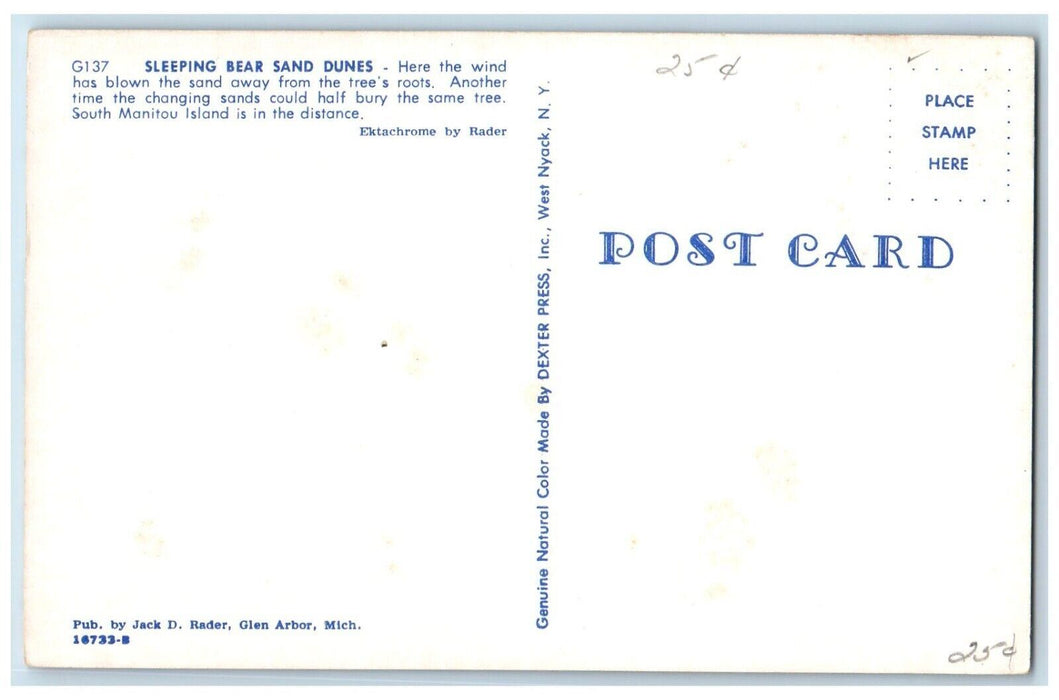 G137 SLEEPING BEAR SAND DUNES - Here the wind
has blown the sand away from the tree's roots. Another
time the changing sands could half bury the same tree.
South Manitou Island is in the distance.
Ektachrome by Rader
Pub. by Jack D. Rader, Glen Arbor, Mich.
16733-B
Genuine Natural Color Made By DEXTER PRESS, Inc., West Nyack, N. Y.
25¢
PLACE
STAMP
HERE
POST CARD
25¢